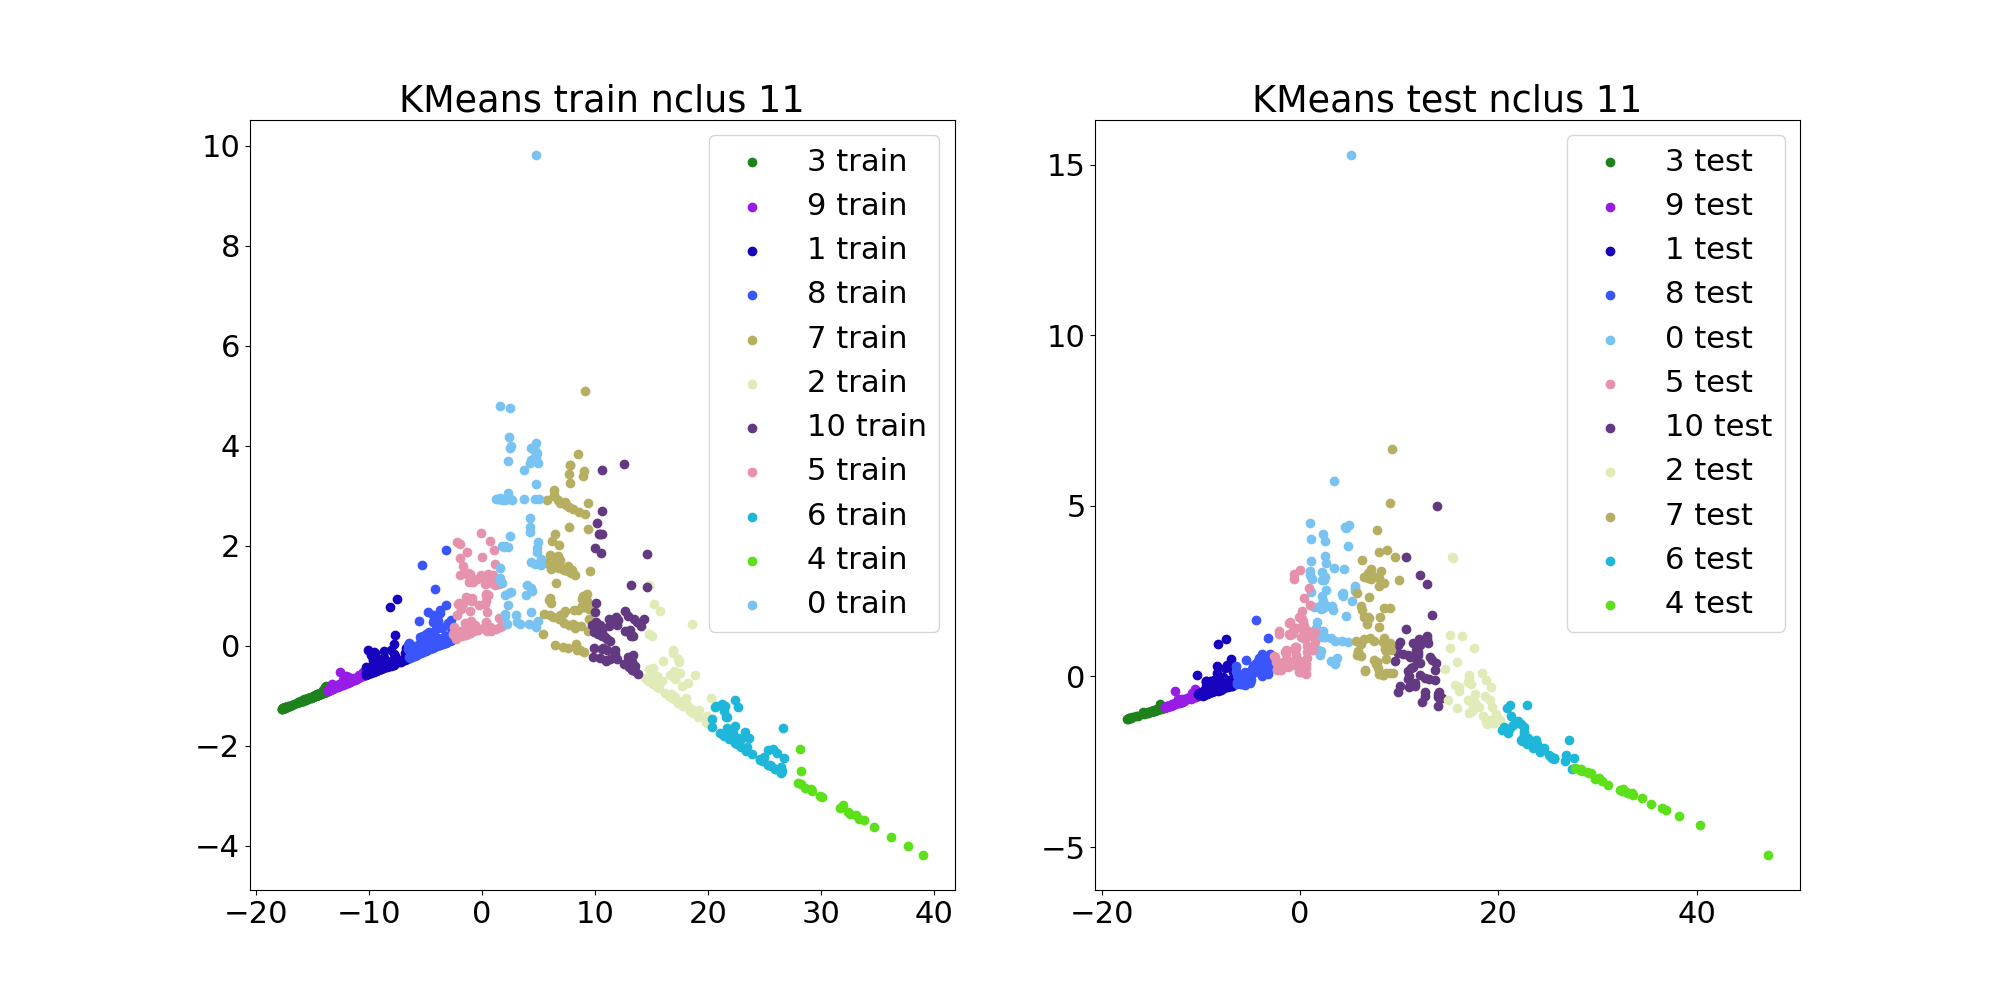 KMeans train nclus 11
10
8
6
4
2
0
−2
−4
−20
−10
0
10
20
30
40
3 train
9 train
1 train
8 train
7 train
2 train
10 train
5 train
6 train
4 train
0 train
KMeans test nclus 11
15
10
5
0
−5
−20
0
20
40
3 test
9 test
1 test
8 test
0 test
5 test
10 test
2 test
7 test
6 test
4 test